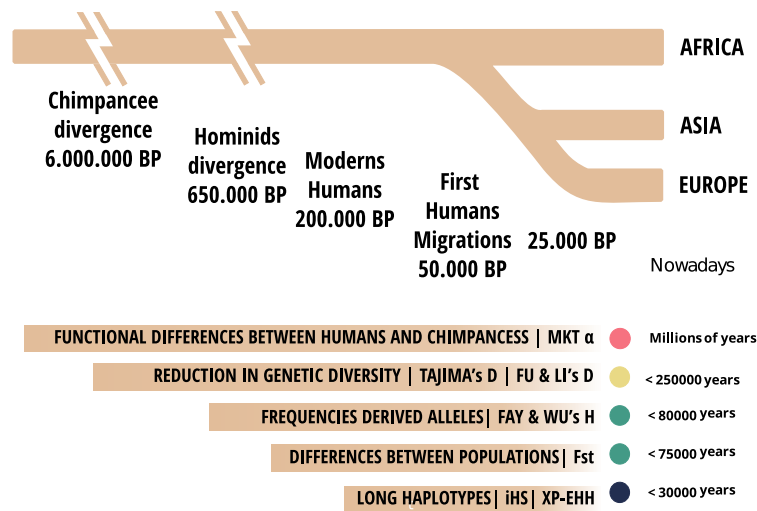 AFRICA
Chimpancee
divergence
6.000.000 BP
Hominids
divergence
650.000 BP
Moderns
Humans
200.000 BP
First
Humans
Migrations
50.000 BP
25.000 BP
ASIA
EUROPE
Nowadays
FUNCTIONAL DIFFERENCES BETWEEN HUMANS AND CHIMPANCESS | MKT α
Millions of years
REDUCTION IN GENETIC DIVERSITY | TAJIMA's D | FU & LI's D
< 250000 years
FREQUENCIES DERIVED ALLELES| FAY & WU's H
< 80000 years
DIFFERENCES BETWEEN POPULATIONS| Fst
< 75000 years
LONG HAPLOTYPES| iHS | XP-EHH
< 30000 years